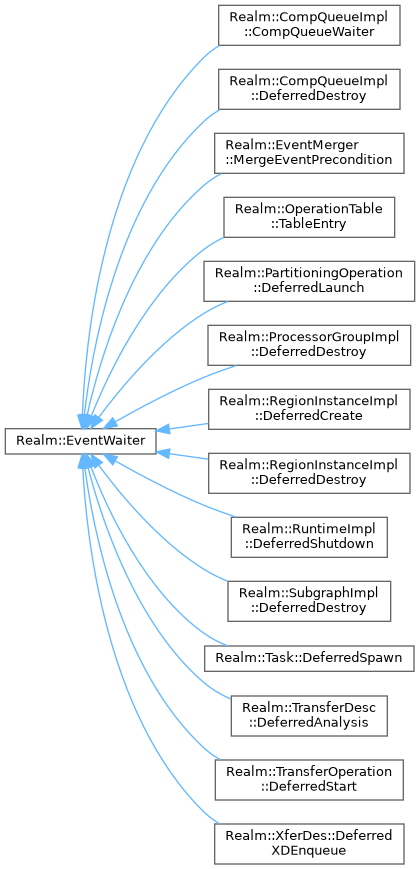 Realm::CompQueueImpl
::CompQueueWaiter
Realm::CompQueueImpl
::DeferredDestroy
Realm::EventMerger
::MergeEventPrecondition
Realm::OperationTable
::TableEntry
Realm::PartitioningOperation
::DeferredLaunch
Realm::ProcessorGroupImpl
::DeferredDestroy
Realm::RegionInstanceImpl
::DeferredCreate
Realm::EventWaiter
Realm::RegionInstanceImpl
::DeferredDestroy
Realm::RuntimeImpl
::DeferredShutdown
Realm::SubgraphImpl
::DeferredDestroy
Realm::Task::DeferredSpawn
Realm::TransferDesc
::DeferredAnalysis
Realm::TransferOperation
::DeferredStart
Realm::XferDes::Deferred
XDEnqueue